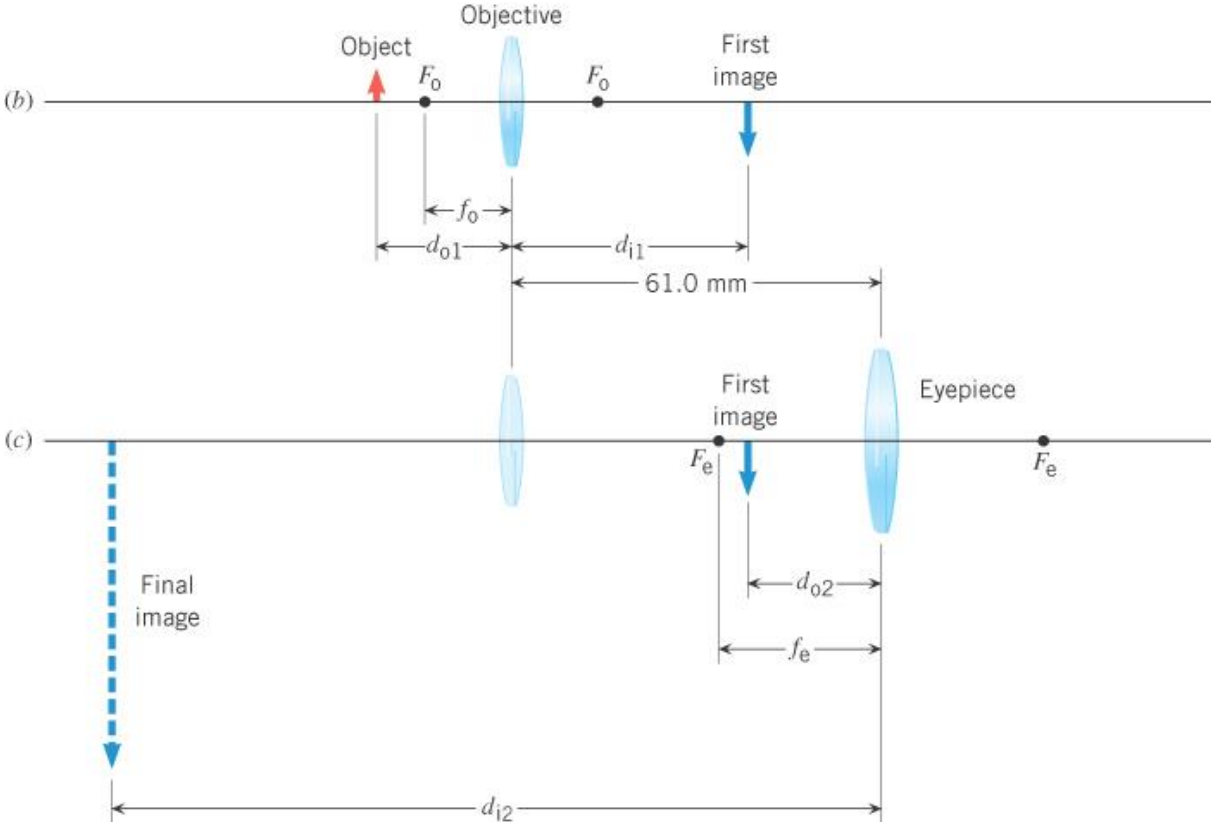 Objective
Object
First
image
(b)
F_o
F_o
f_o
d_o1
d_i1
61.0 mm
First
image
Eyepiece
(c)
F_e
F_e
d_o2
Final
image
f_e
d_i2